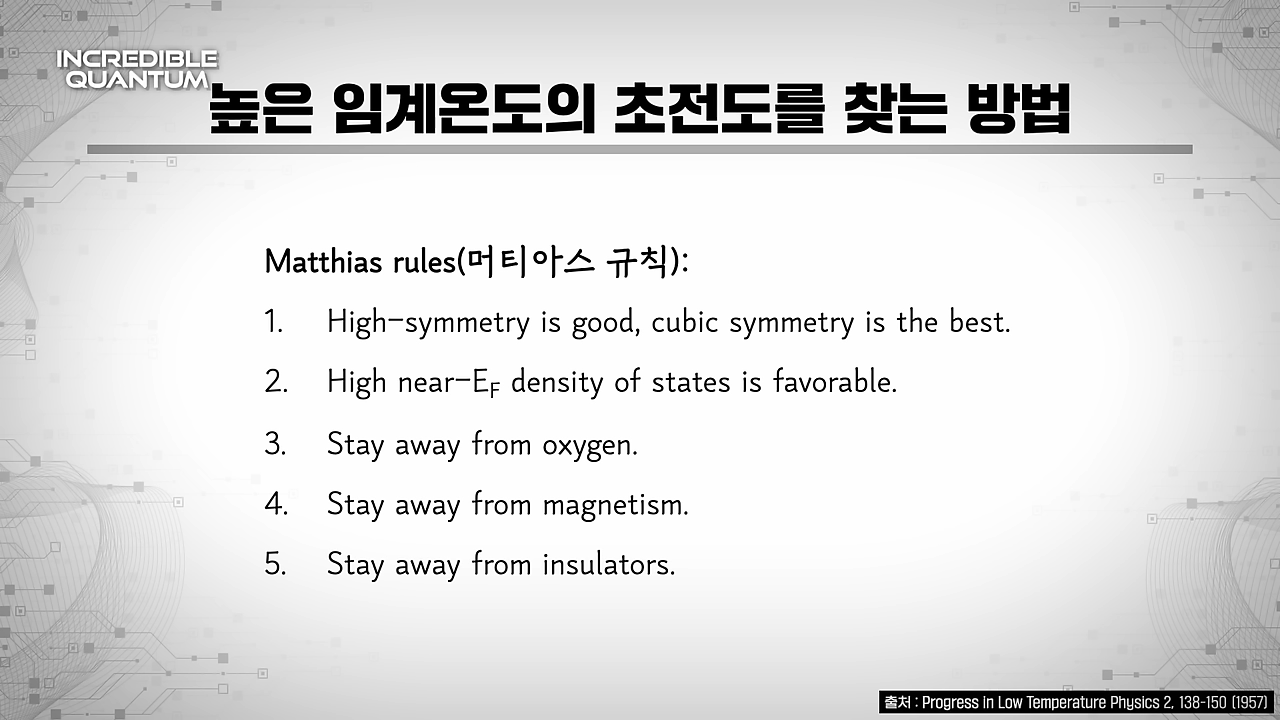 INCREDIBLE
QUANTUM
높은 임계온도의 초전도를 찾는 방법
Matthias rules(머티아스 규칙):
1. High-symmetry is good, cubic symmetry is the best.
2. High near-E_F density of states is favorable.
3. Stay away from oxygen.
4. Stay away from magnetism.
5. Stay away from insulators.
출처 : Progress in Low Temperature Physics 2, 138-150 (1957)